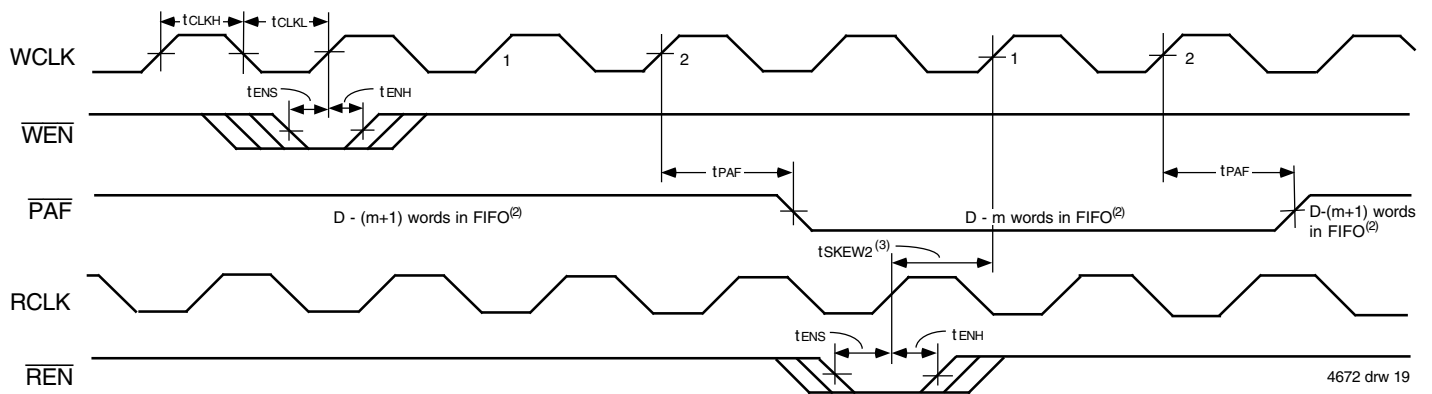 tCLKH tCLKL
WCLK 1 2 1 2
tENS tENH
WEN
tPAF tPAF
PAF D - (m+1) words in FIFO(2) D - m words in FIFO(2) D-(m+1) words
in FIFO(2)
tSKEW2(3)
RCLK
tENS tENH
REN
4672 drw 19